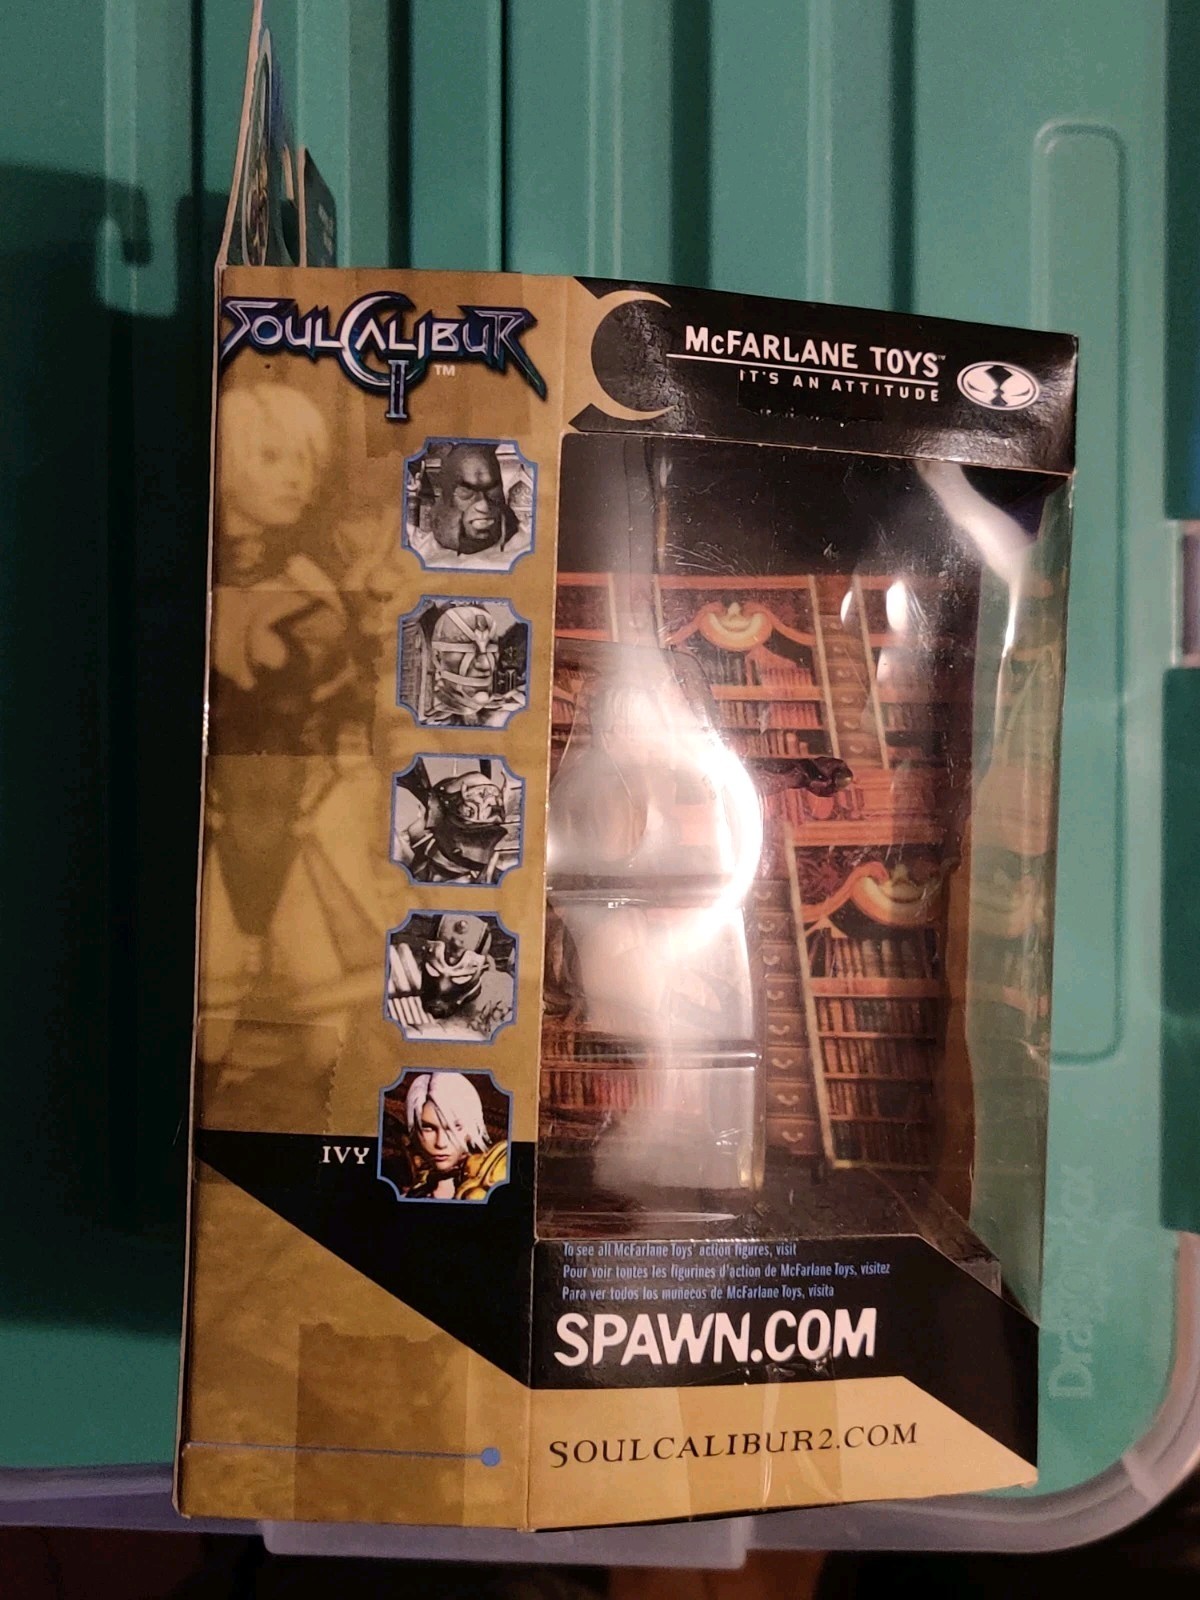 SOULCALIBUR
II
TM
McFARLANE TOYS™
IT'S AN ATTITUDE
IVY
To see all McFarlane Toys' action figures, visit
Pour voir toutes les figurines d'action de McFarlane Toys, visitez
Para ver todos los muñecos de McFarlane Toys, visita
SPAWN.COM
SOULCALIBUR2.COM